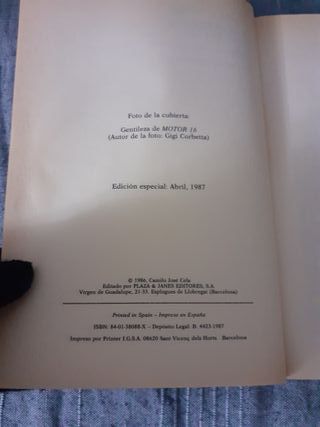 Foto de la cubierta:
Gentileza de MOTOR 16
(Autor de la foto: Gigi Corbetta)
Edición especial: Abril, 1987
© 1986, Camilo José Cela
Editado por PLAZA & JANES EDITORES, S.A.
Virgen de Guadalupe, 21-33. Esplugues de Llobregat (Barcelona)
Printed in Spain – Impreso en España
ISBN: 84-01-38088-X – Depósito Legal: B. 4423-1987
Impreso por Printer I.G.S.A. 08620 Sant Vicenç dels Horts Barcelona